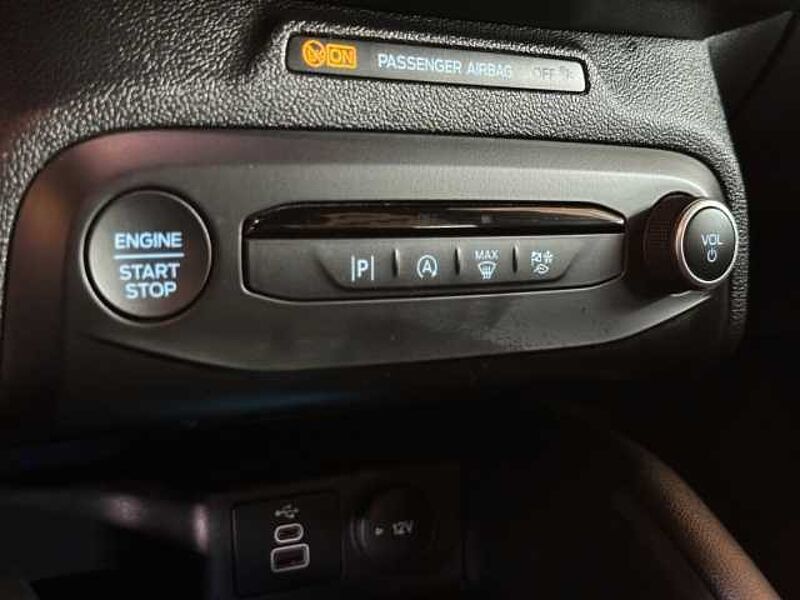 ON PASSENGER AIRBAG OFF
ENGINE
START
STOP
P
A
MAX
VOL
12V